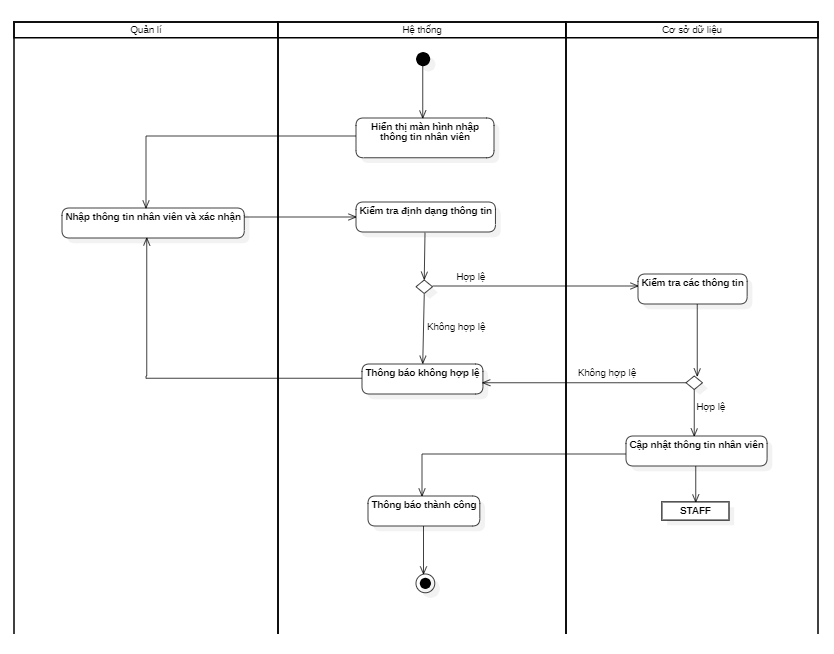 Quản lí
Hệ thống
Cơ sở dữ liệu
Hiển thị màn hình nhập
thông tin nhân viên
Nhập thông tin nhân viên và xác nhận
Kiểm tra định dạng thông tin
Hợp lệ
Kiểm tra các thông tin
Không hợp lệ
Thông báo không hợp lệ
Không hợp lệ
Hợp lệ
Cập nhật thông tin nhân viên
Thông báo thành công
STAFF